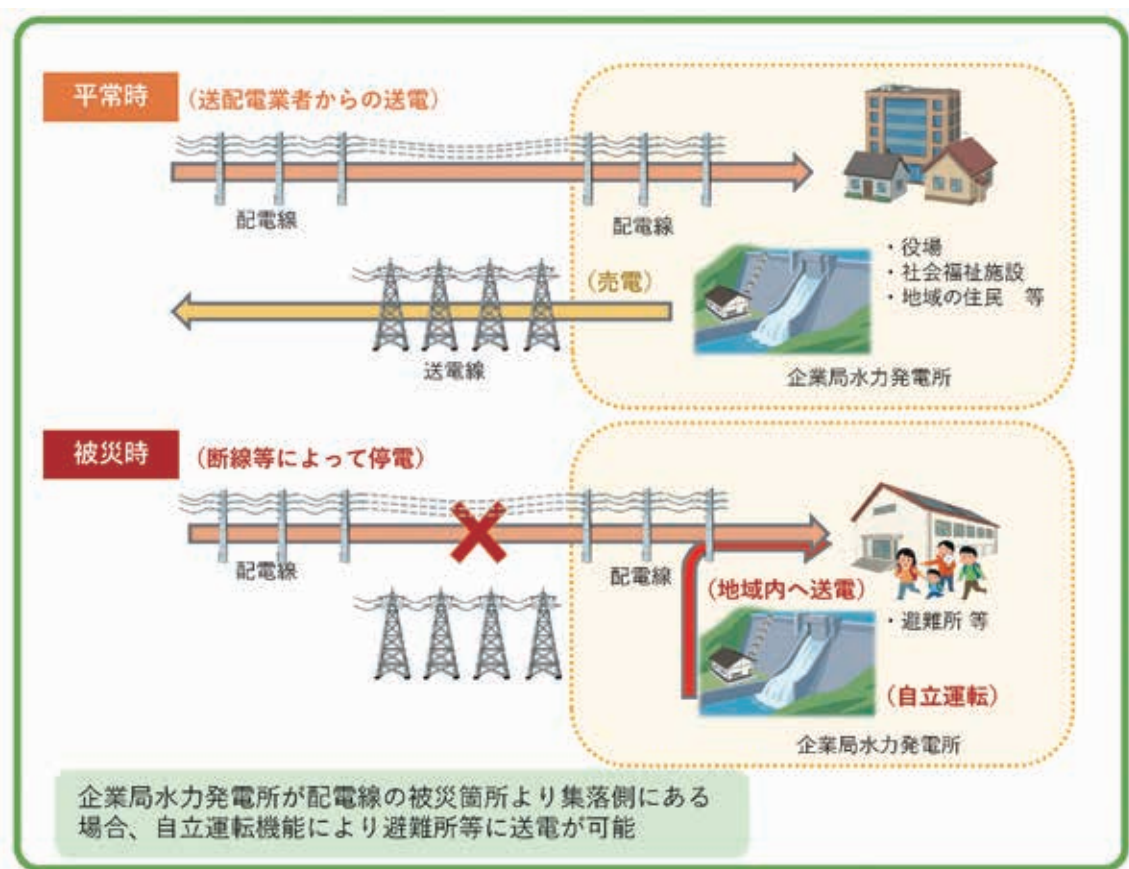 平常時
（送配電業者からの送電）
配電線
配電線
（売電）
・役場
・社会福祉施設
・地域の住民　等
送電線
企業局水力発電所
被災時
（断線等によって停電）
配電線
配電線
（地域内へ送電）
・避難所 等
（自立運転）
企業局水力発電所
企業局水力発電所が配電線の被災箇所より集落側にある
場合、自立運転機能により避難所等に送電が可能